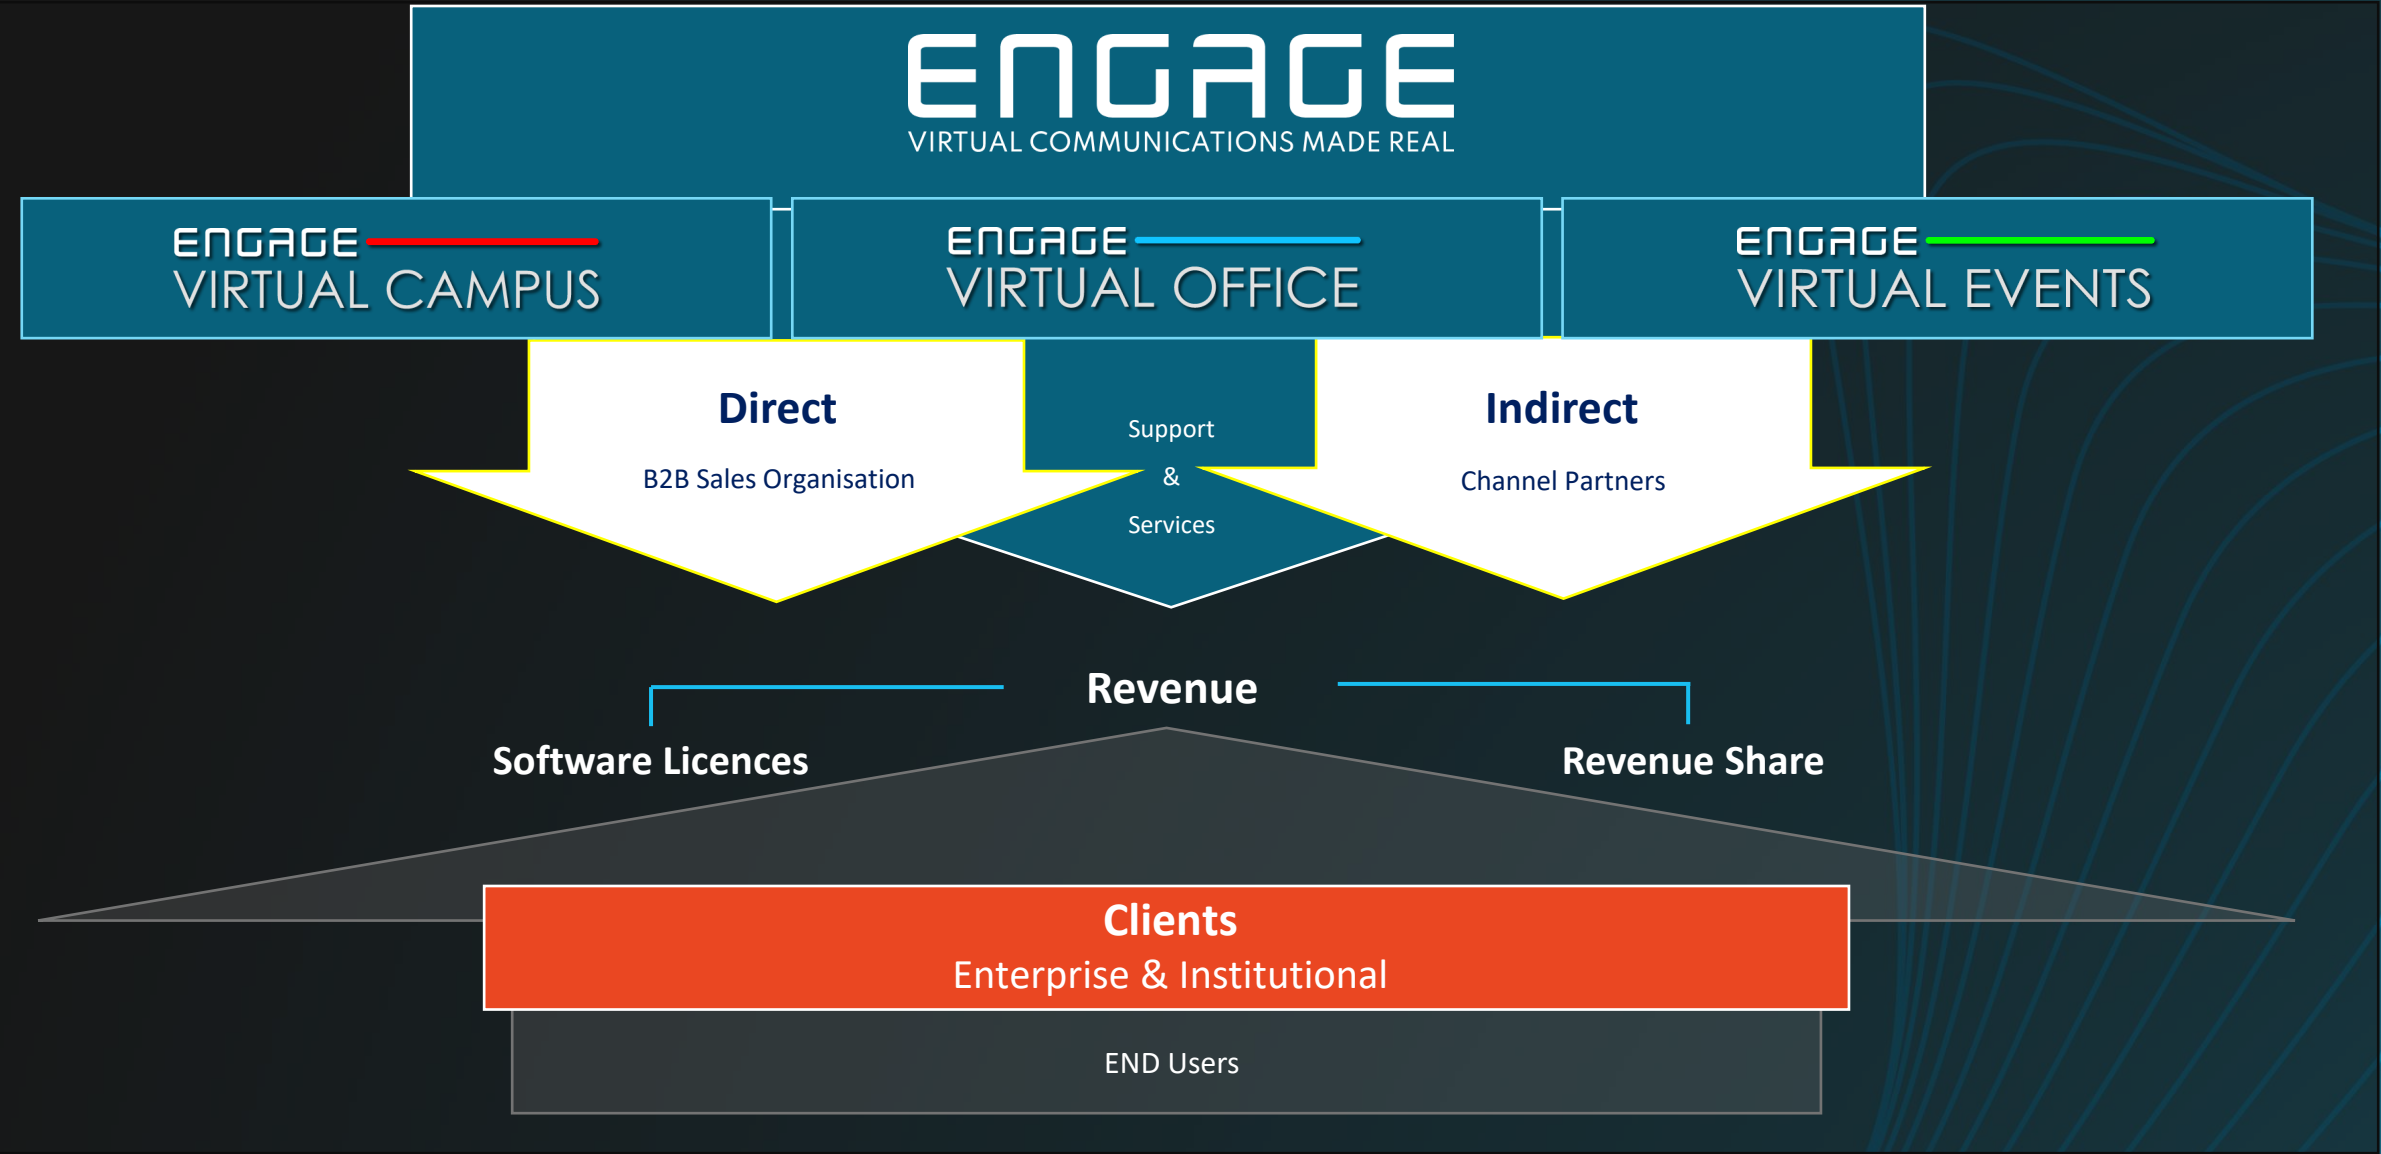 ENGAGE
VIRTUAL COMMUNICATIONS MADE REAL
ENGAGE
VIRTUAL CAMPUS
ENGAGE
VIRTUAL OFFICE
ENGAGE
VIRTUAL EVENTS
Direct
B2B Sales Organisation
Support
&
Services
Indirect
Channel Partners
Revenue
Software Licences
Revenue Share
Clients
Enterprise & Institutional
END Users